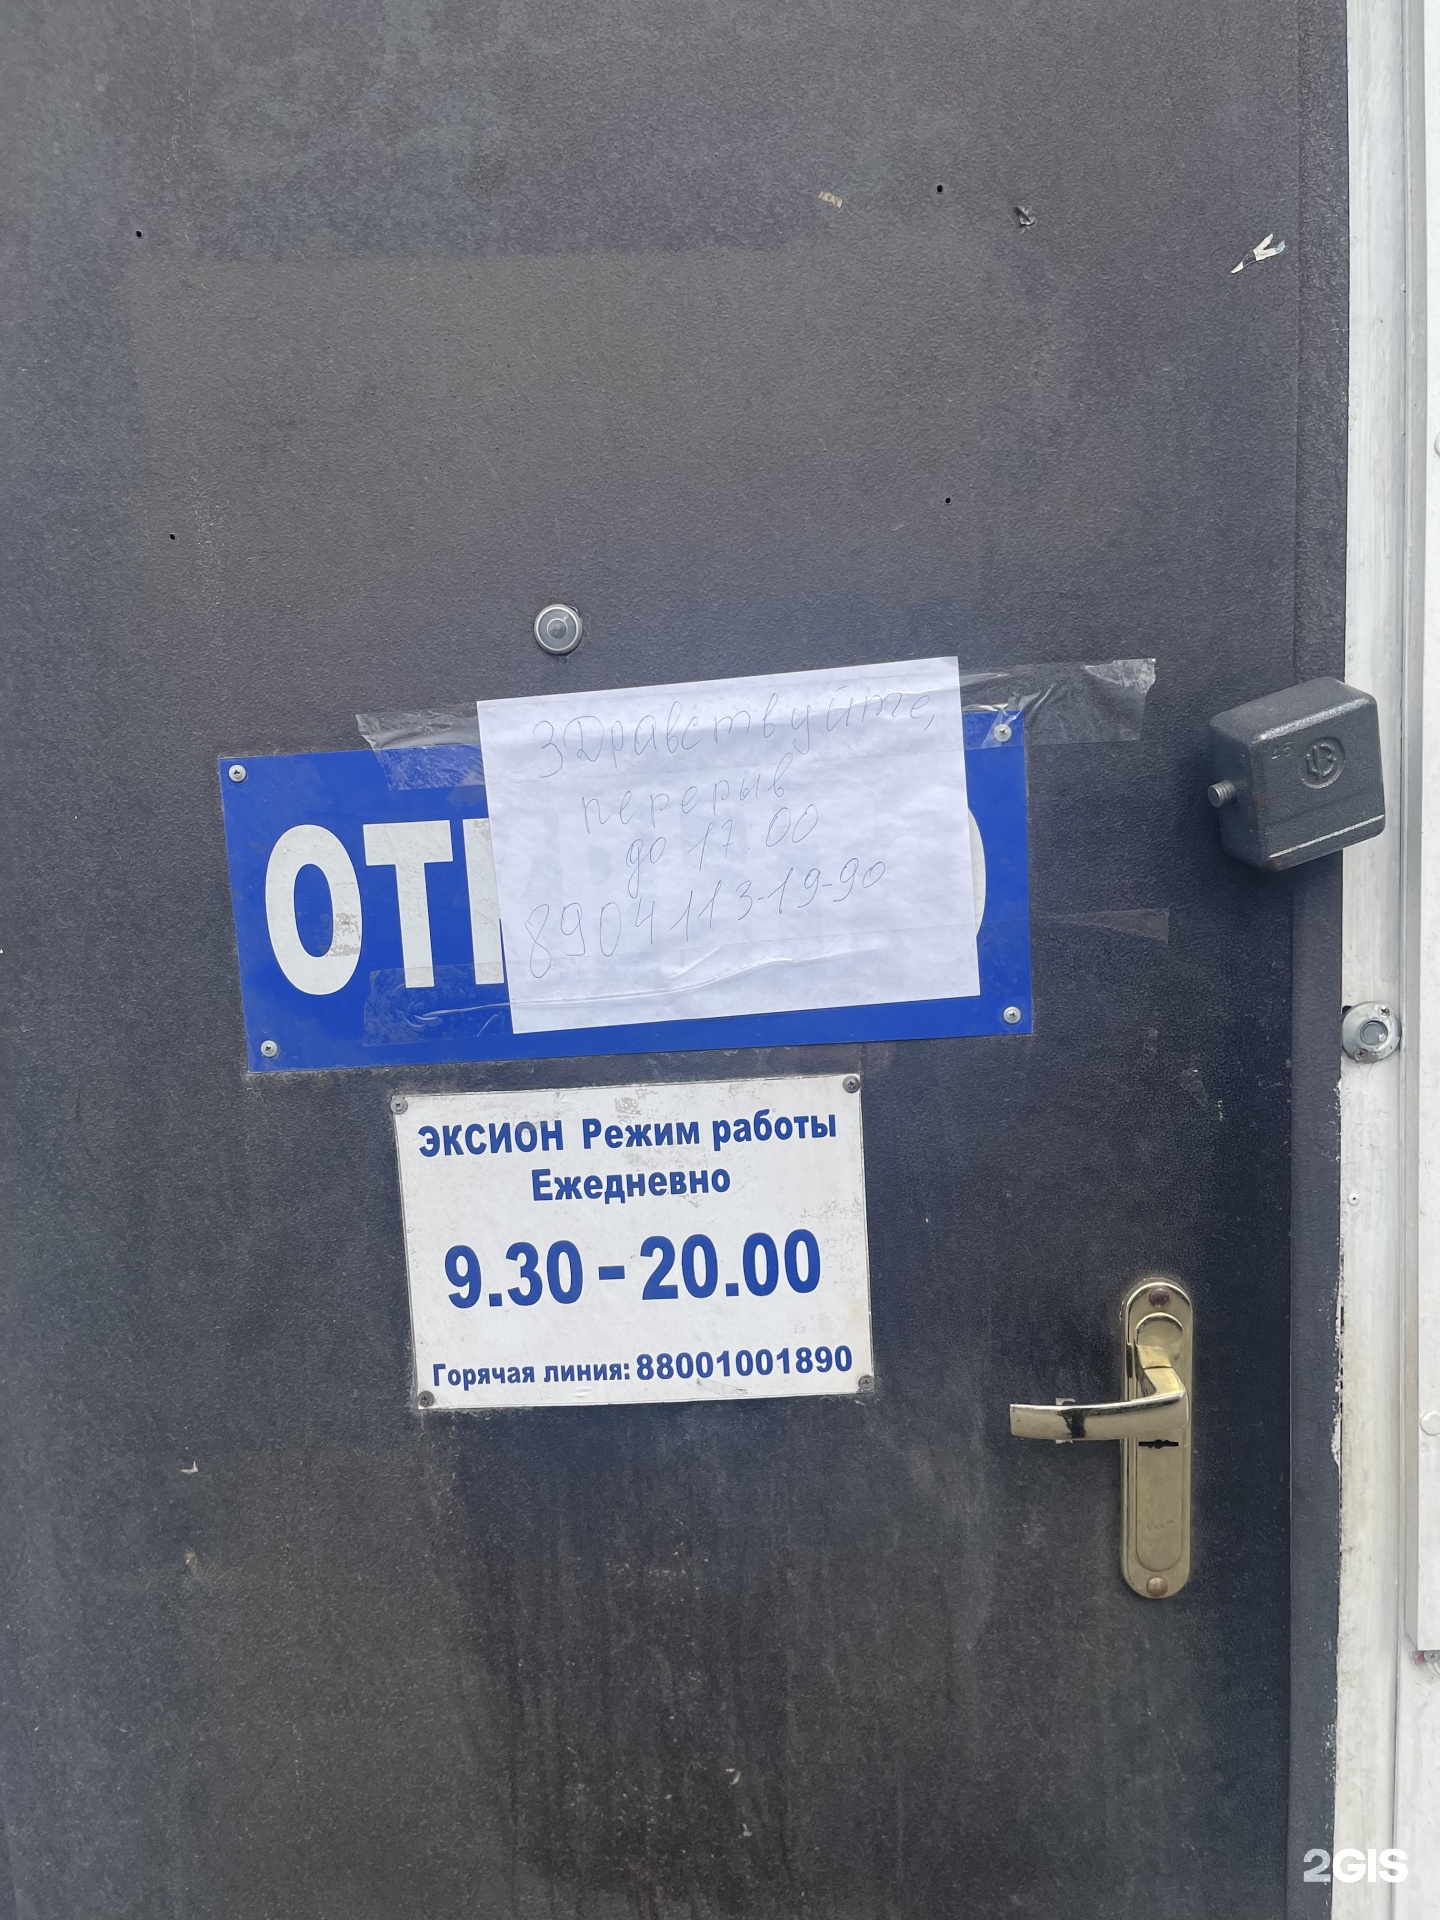 Здравствуйте,
перерыв
до 17.00
8904113-19-90
ОТК
О
ЭКСИОН Режим работы
Ежедневно
9.30 - 20.00
Горячая линия: 88001001890
2GIS